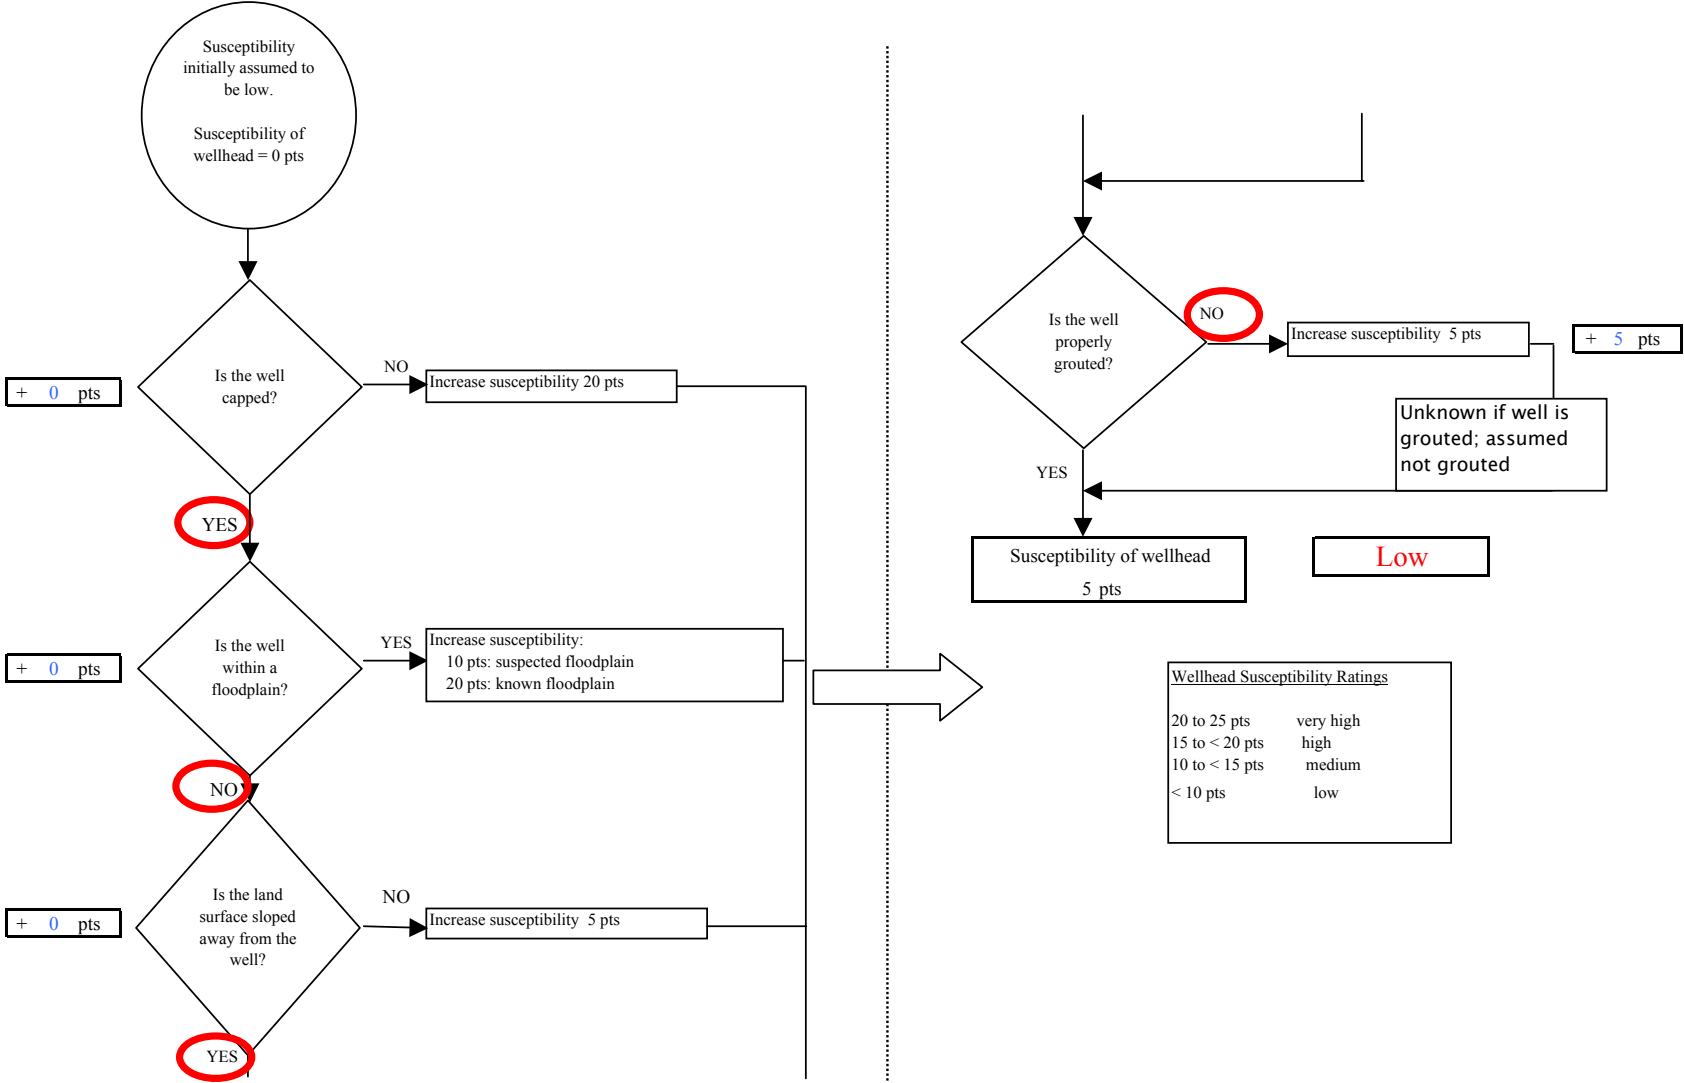 Susceptibility
initially assumed to
be low.
Susceptibility of
wellhead = 0 pts
Is the well
capped?
NO
Increase susceptibility 20 pts
+ 0 pts
YES
Is the well
within a
floodplain?
YES
Increase susceptibility:
10 pts: suspected floodplain
20 pts: known floodplain
+ 0 pts
NO
Is the land
surface sloped
away from the
well?
NO
Increase susceptibility 5 pts
+ 0 pts
YES
Is the well
properly
grouted?
NO
Increase susceptibility 5 pts
+ 5 pts
Unknown if well is
grouted; assumed
not grouted
YES
Susceptibility of wellhead
5 pts
Low
Wellhead Susceptibility Ratings
20 to 25 pts very high
15 to < 20 pts high
10 to < 15 pts medium
< 10 pts low